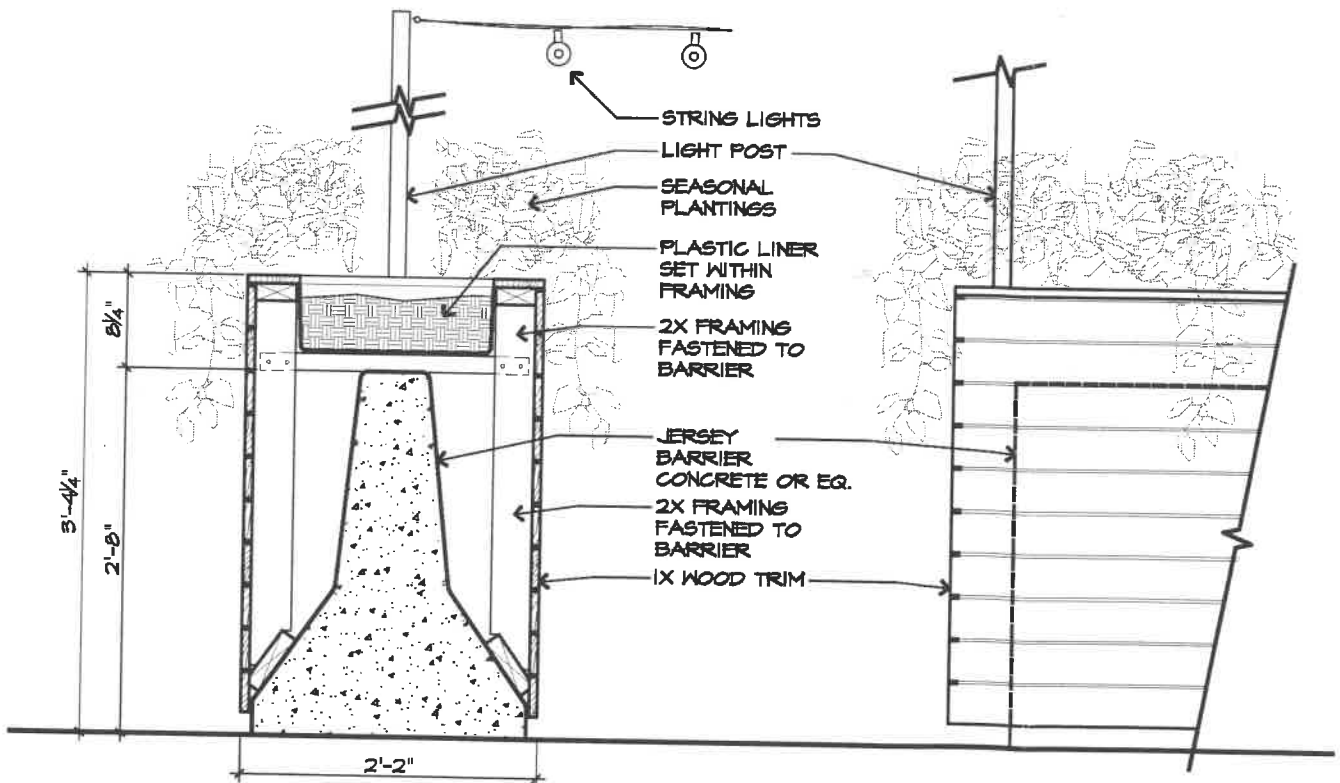 STRING LIGHTS
LIGHT POST
SEASONAL
PLANTINGS
PLASTIC LINER
SET WITHIN
FRAMING
2X FRAMING
FASTENED TO
BARRIER
JERSEY
BARRIER
CONCRETE OR EQ.
2X FRAMING
FASTENED TO
BARRIER
1X WOOD TRIM
8¼"
3'-4¼"
2'-8"
2'-2"